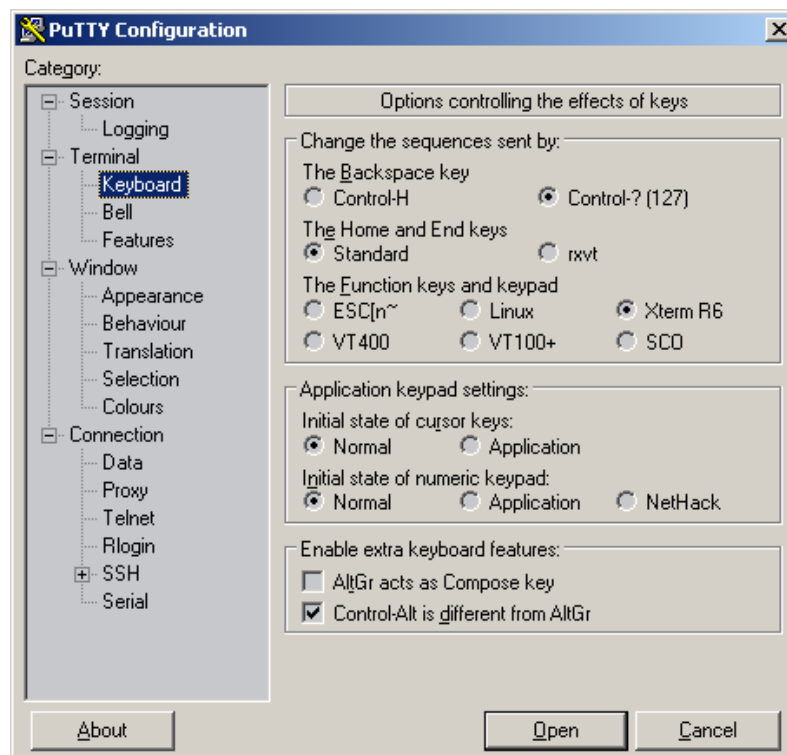 PuTTY Configuration
Category:
Session
Logging
Terminal
Keyboard
Bell
Features
Window
Appearance
Behaviour
Translation
Selection
Colours
Connection
Data
Proxy
Telnet
Rlogin
SSH
Serial
Options controlling the effects of keys
Change the sequences sent by:
The Backspace key
Control-H Control-? (127)
The Home and End keys
Standard rxvt
The Function keys and keypad
ESC[n~ Linux Xterm R6
VT400 VT100+ SCO
Application keypad settings:
Initial state of cursor keys:
Normal Application
Initial state of numeric keypad:
Normal Application NetHack
Enable extra keyboard features:
AltGr acts as Compose key
Control-Alt is different from AltGr
About Open Cancel